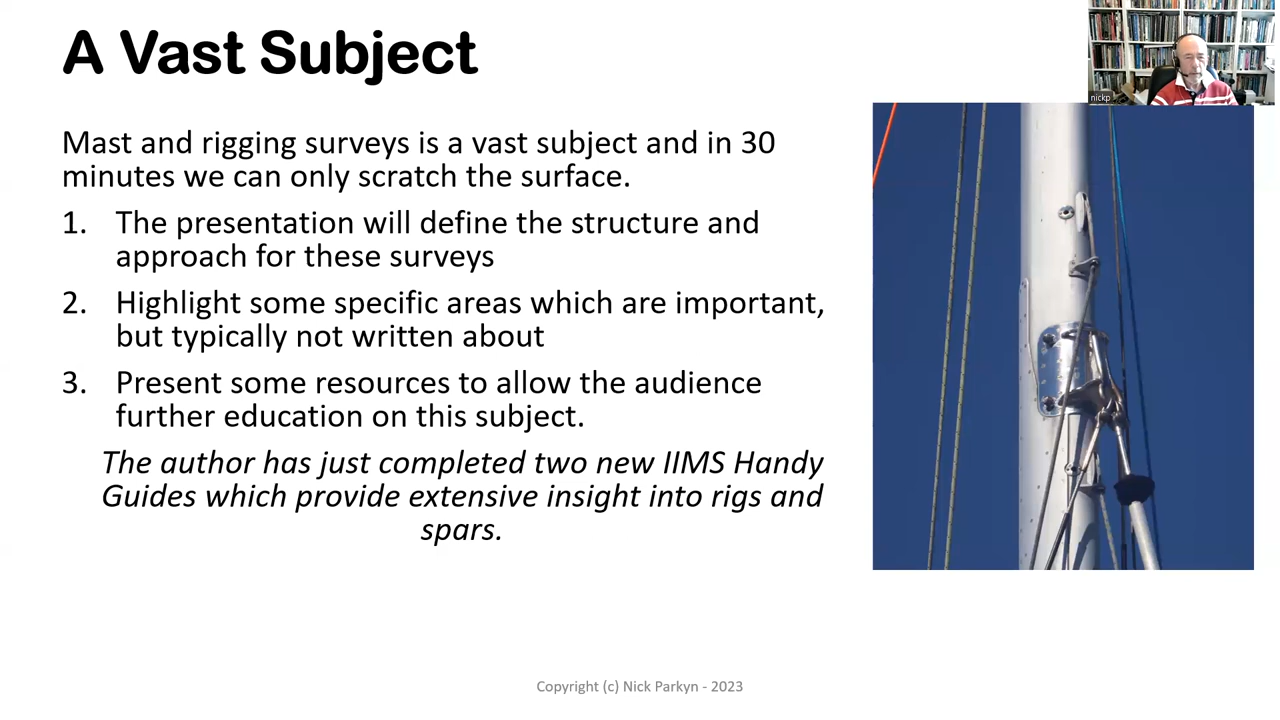 A Vast Subject
nickp
Mast and rigging surveys is a vast subject and in 30
minutes we can only scratch the surface.
1. The presentation will define the structure and
approach for these surveys
2. Highlight some specific areas which are important,
but typically not written about
3. Present some resources to allow the audience
further education on this subject.
The author has just completed two new IIMS Handy
Guides which provide extensive insight into rigs and
spars.
Copyright (c) Nick Parkyn - 2023